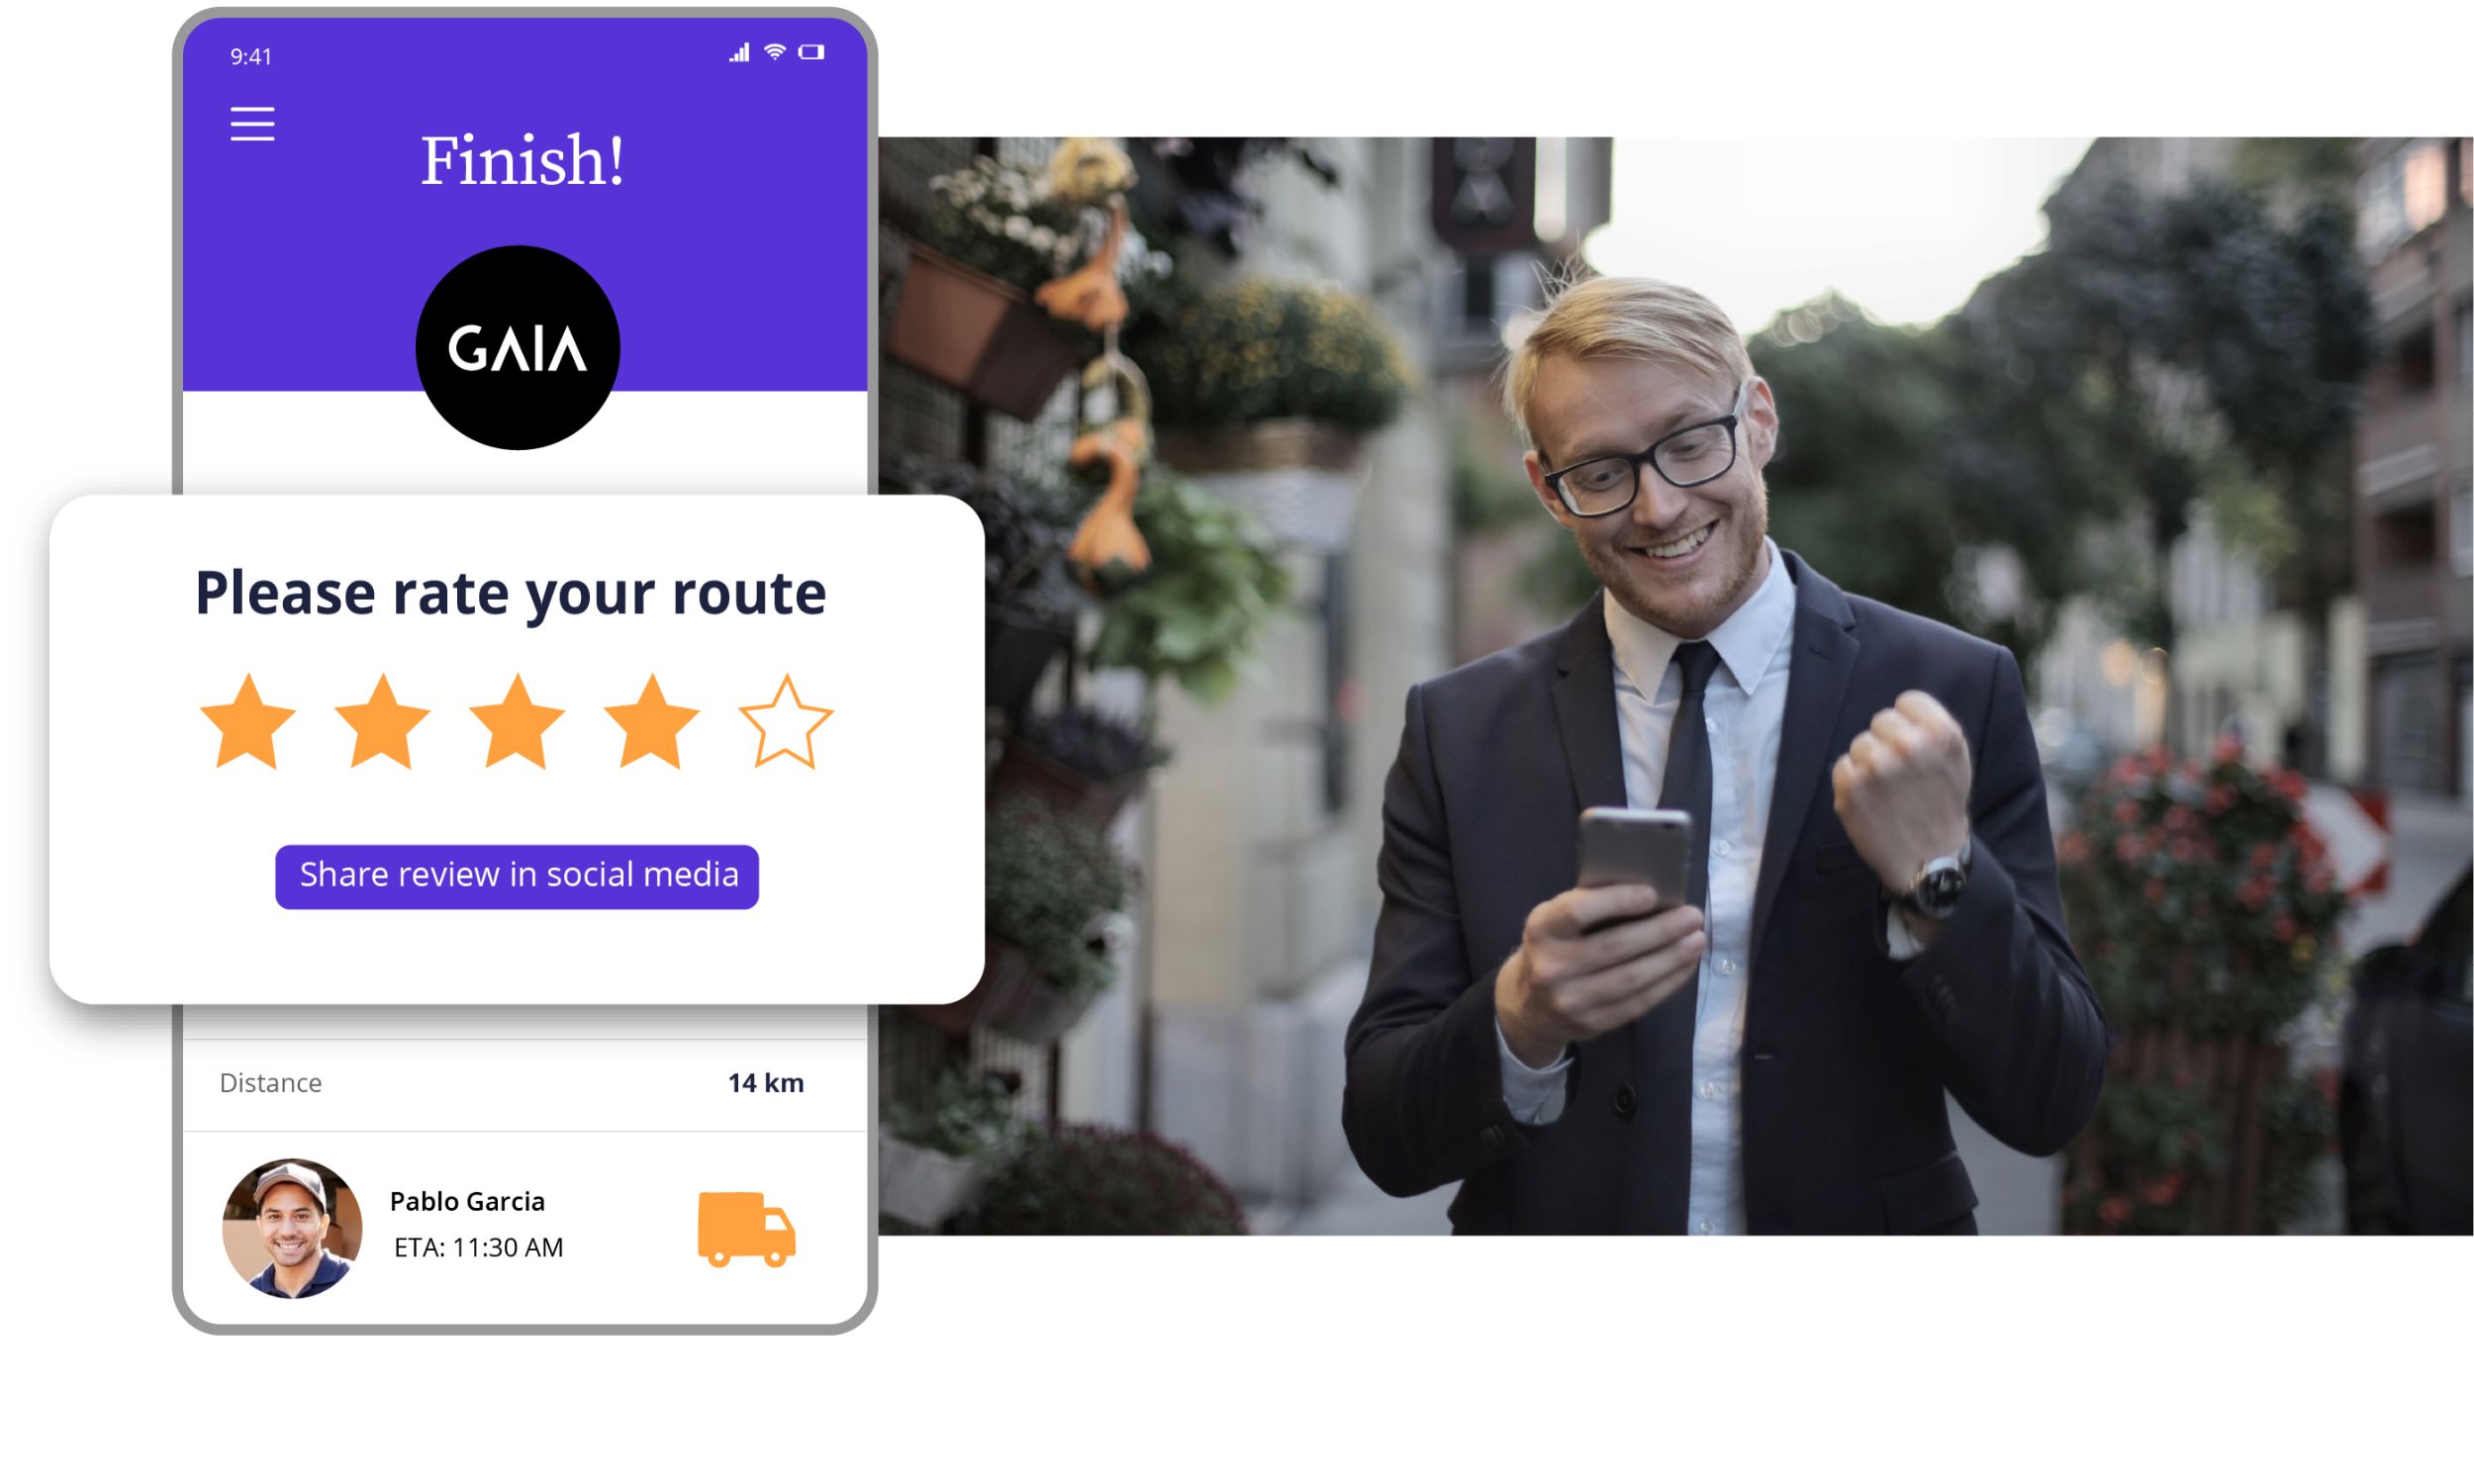 9:41
Finish!
GAIA
Please rate your route
Share review in social media
Distance
14 km
Pablo Garcia
ETA: 11:30 AM